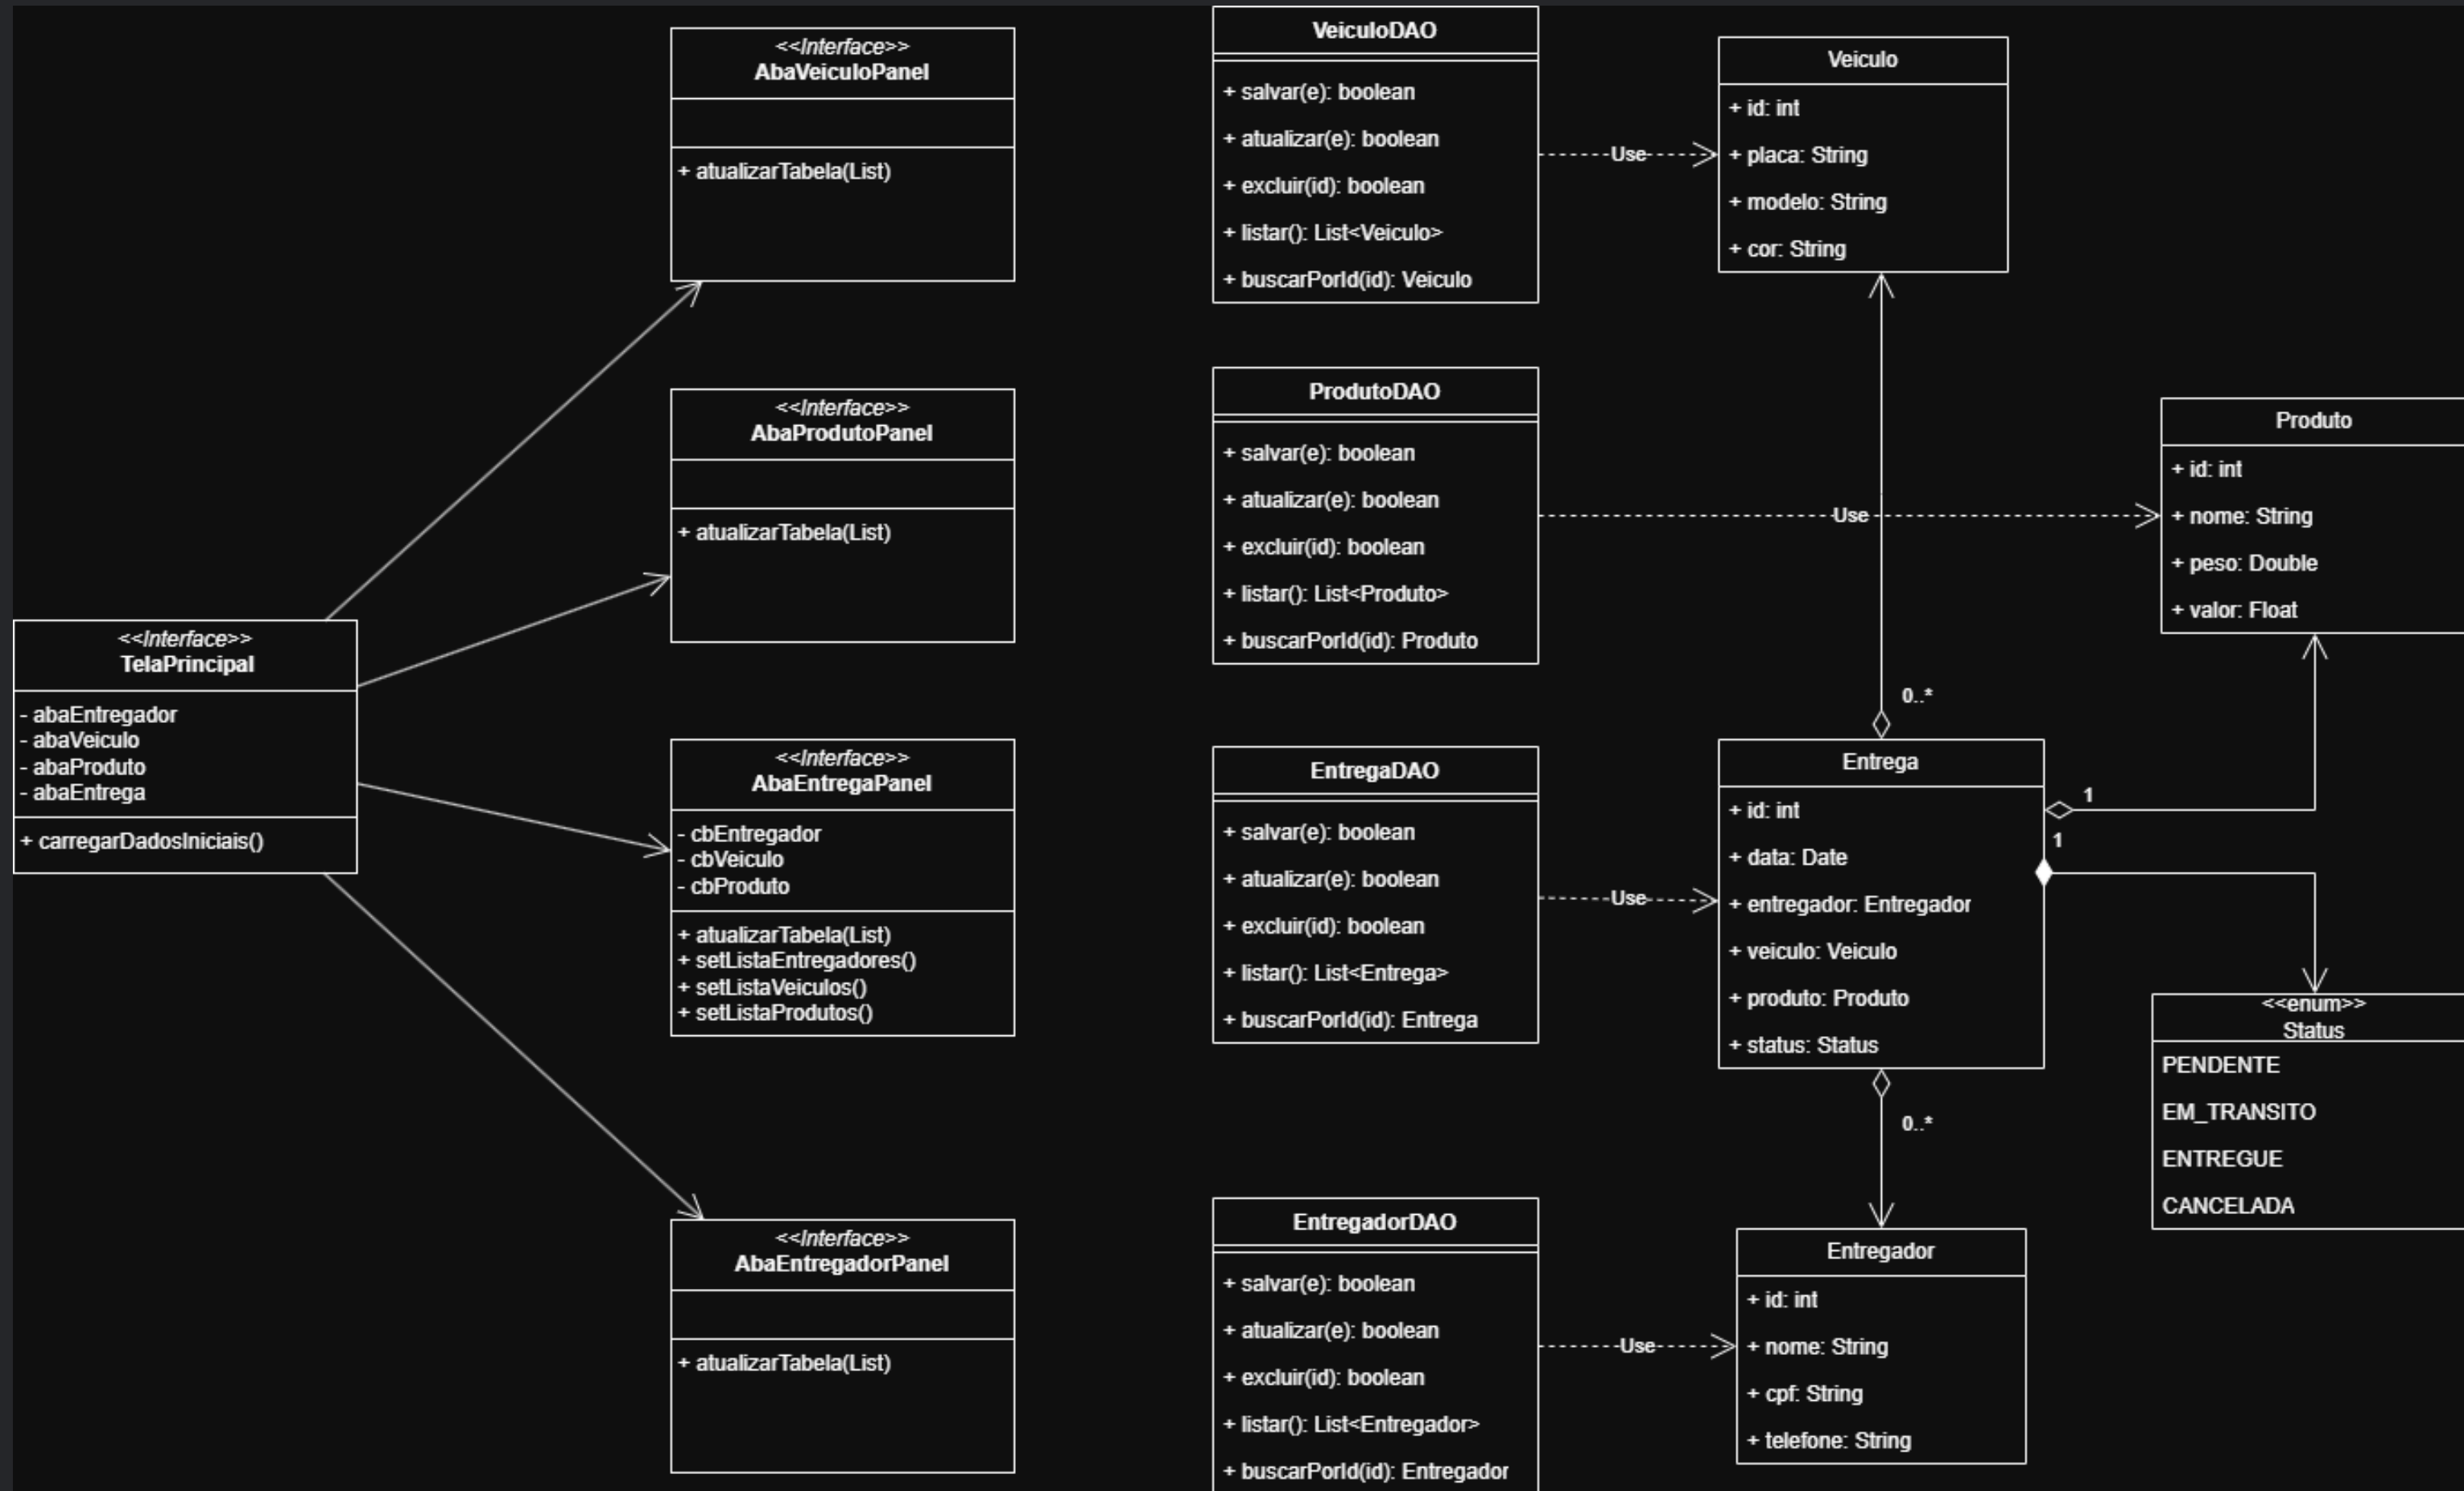 <<Interface>>
AbaVeiculoPanel
+ atualizarTabela(List)
VeiculoDAO
+ salvar(e): boolean
+ atualizar(e): boolean
+ excluir(id): boolean
+ listar(): List<Veiculo>
+ buscarPorId(id): Veiculo
Use
Veiculo
+ id: int
+ placa: String
+ modelo: String
+ cor: String
<<Interface>>
AbaProdutoPanel
+ atualizarTabela(List)
ProdutoDAO
+ salvar(e): boolean
+ atualizar(e): boolean
+ excluir(id): boolean
+ listar(): List<Produto>
+ buscarPorId(id): Produto
Use
Produto
+ id: int
+ nome: String
+ peso: Double
+ valor: Float
<<Interface>>
TelaPrincipal
- abaEntregador
- abaVeiculo
- abaProduto
- abaEntrega
+ carregarDadosIniciais()
<<Interface>>
AbaEntregaPanel
- cbEntregador
- cbVeiculo
- cbProduto
+ atualizarTabela(List)
+ setListaEntregadores()
+ setListaVeiculos()
+ setListaProdutos()
EntregaDAO
+ salvar(e): boolean
+ atualizar(e): boolean
+ excluir(id): boolean
+ listar(): List<Entrega>
+ buscarPorId(id): Entrega
Use
0..*
Entrega
+ id: int
+ data: Date
+ entregador: Entregador
+ veiculo: Veiculo
+ produto: Produto
+ status: Status
1
1
0..*
<<enum>>
Status
PENDENTE
EM_TRANSITO
ENTREGUE
CANCELADA
<<Interface>>
AbaEntregadorPanel
+ atualizarTabela(List)
EntregadorDAO
+ salvar(e): boolean
+ atualizar(e): boolean
+ excluir(id): boolean
+ listar(): List<Entregador>
+ buscarPorId(id): Entregador
Use
Entregador
+ id: int
+ nome: String
+ cpf: String
+ telefone: String